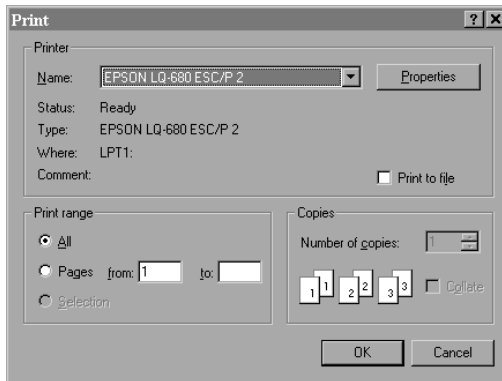 Print
Printer
Name: EPSON LQ-680 ESC/P 2 Properties
Status: Ready
Type: EPSON LQ-680 ESC/P 2
Where: LPT1:
Comment: Print to file
Print range
All
Pages from: 1 to:
Selection
Copies
Number of copies: 1
1 1 2 2 3 3 Collate
OK Cancel